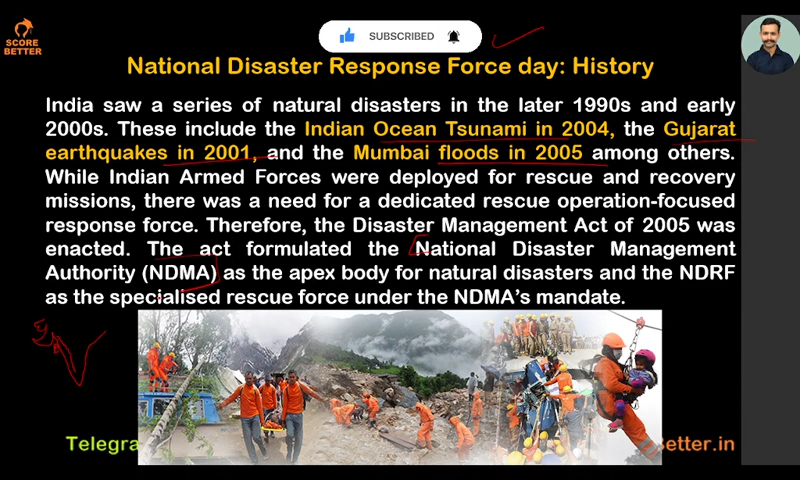 SCORE
BETTER
SUBSCRIBED
National Disaster Response Force day: History
India saw a series of natural disasters in the later 1990s and early
2000s. These include the Indian Ocean Tsunami in 2004, the Gujarat
earthquakes in 2001, and the Mumbai floods in 2005 among others.
While Indian Armed Forces were deployed for rescue and recovery
missions, there was a need for a dedicated rescue operation-focused
response force. Therefore, the Disaster Management Act of 2005 was
enacted. The act formulated the National Disaster Management
Authority (NDMA) as the apex body for natural disasters and the NDRF
as the specialised rescue force under the NDMA's mandate.
Telegra
etter.in